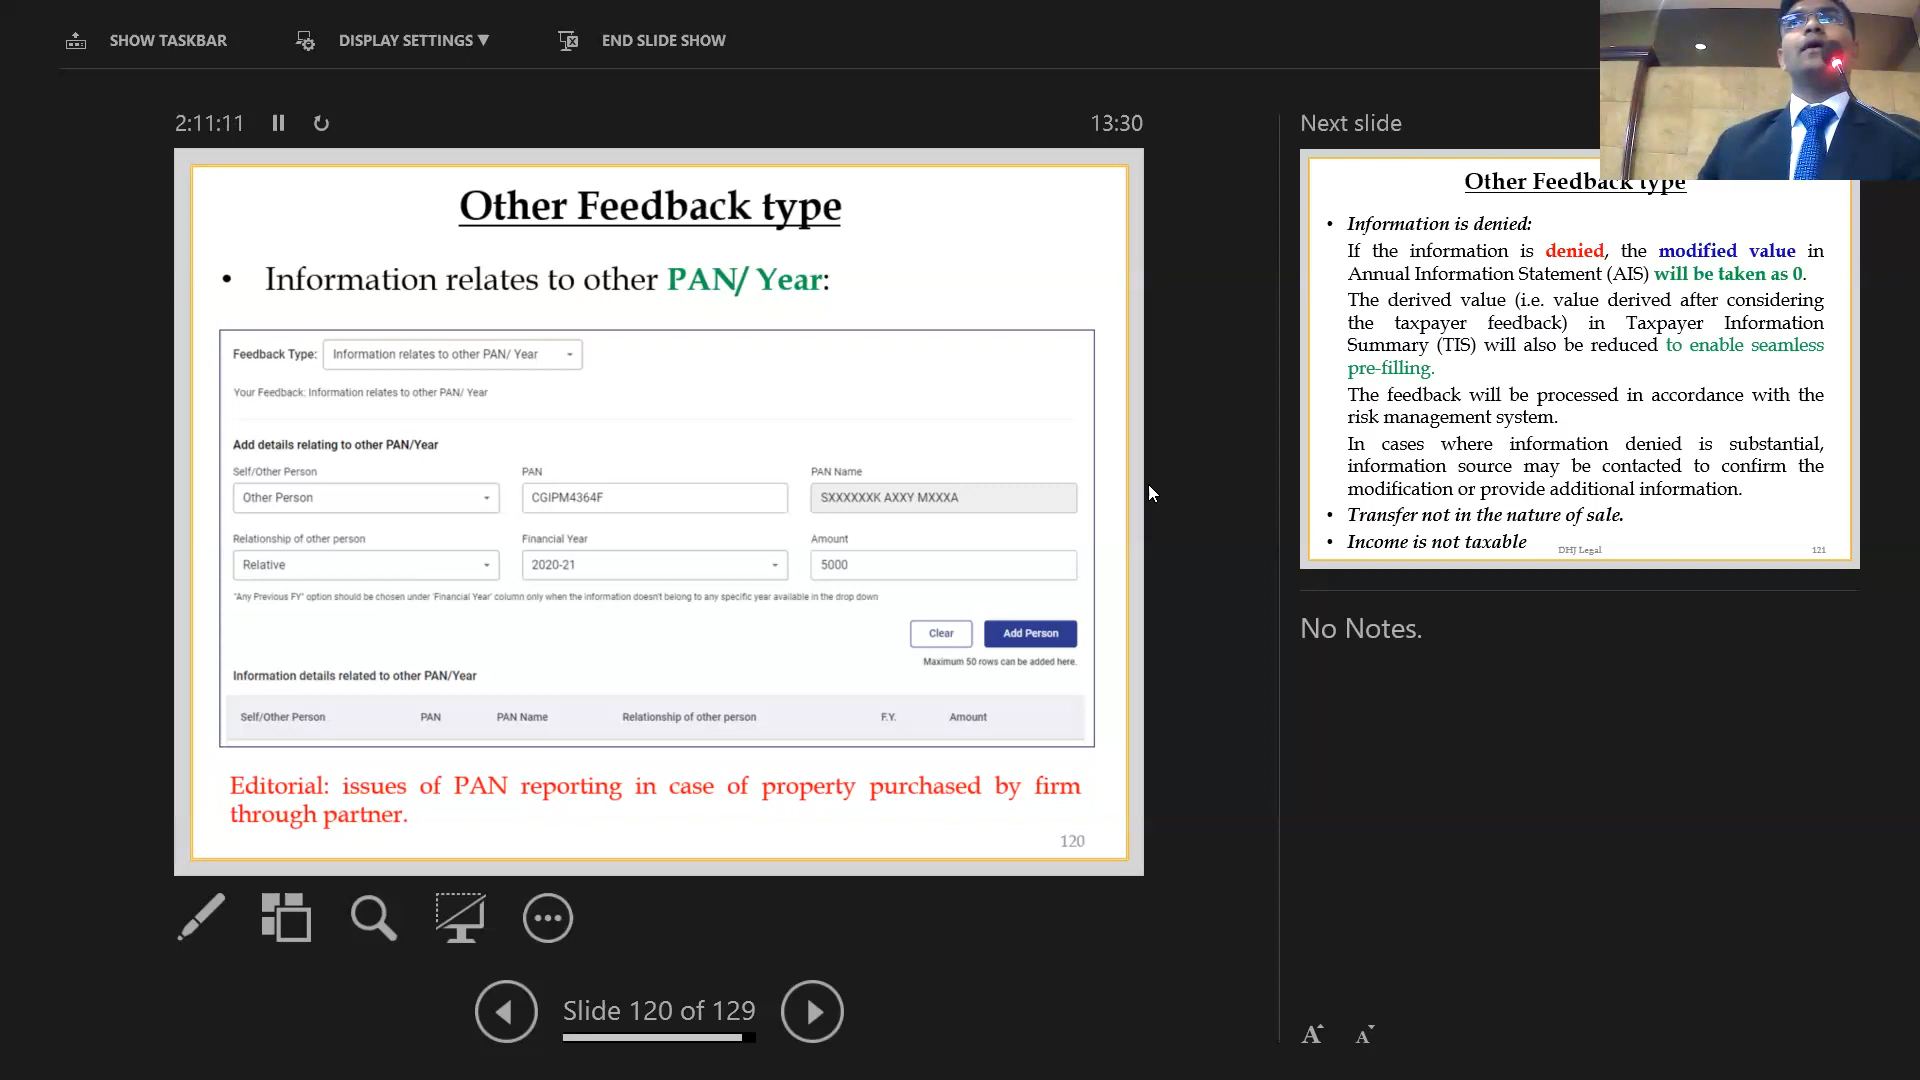 SHOW TASKBAR
DISPLAY SETTINGS ▼
END SLIDE SHOW
2:11:11
13:30
Other Feedback type
• Information relates to other PAN/ Year:
Feedback Type: Information relates to other PAN/ Year
Your Feedback: Information relates to other PAN/ Year
Add details relating to other PAN/Year
Self/Other Person PAN PAN Name
Other Person CGIPM4364F SXXXXXXK AXXY MXXXA
Relationship of other person Financial Year Amount
Relative 2020-21 5000
"Any Previous FY" option should be chosen under 'Financial Year' column only when the information doesn't belong to any specific year available in the drop down
Clear Add Person
Maximum 50 rows can be added here.
Information details related to other PAN/Year
Self/Other Person PAN PAN Name Relationship of other person F.Y. Amount
Editorial: issues of PAN reporting in case of property purchased by firm
through partner.
120
Slide 120 of 129
Next slide
Other Feedback type
• Information is denied:
If the information is denied, the modified value in
Annual Information Statement (AIS) will be taken as 0.
The derived value (i.e. value derived after considering
the taxpayer feedback) in Taxpayer Information
Summary (TIS) will also be reduced to enable seamless
pre-filling.
The feedback will be processed in accordance with the
risk management system.
In cases where information denied is substantial,
information source may be contacted to confirm the
modification or provide additional information.
• Transfer not in the nature of sale.
• Income is not taxable
DHJ Legal
121
No Notes.
A A